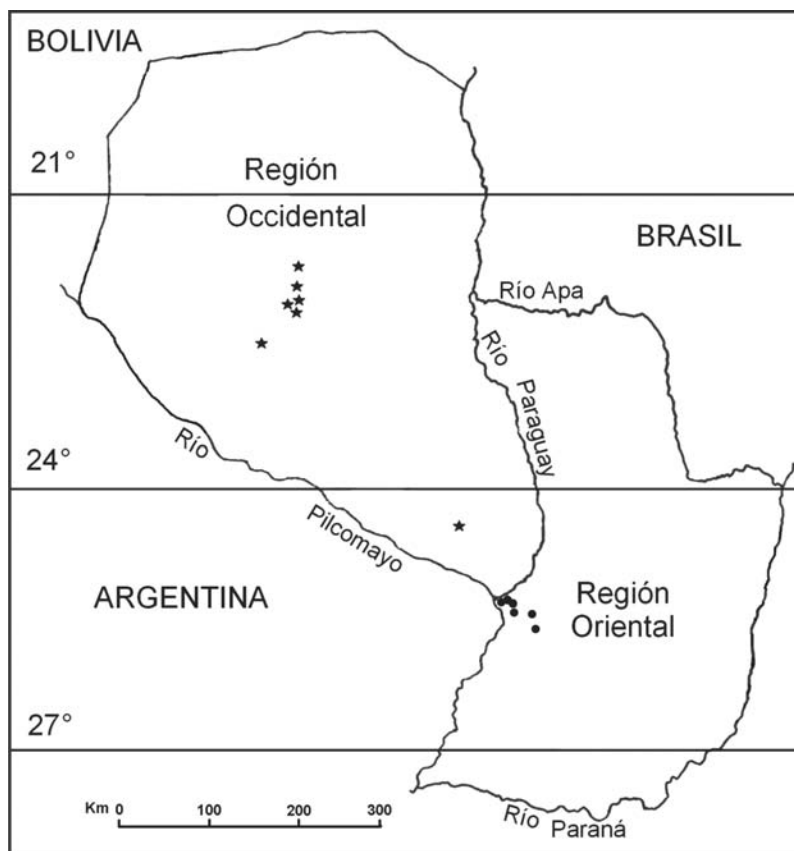 BOLIVIA
21°
Región
Occidental
BRASIL
Río Apa
Río
Paraguay
Río
24°
Pilcomayo
ARGENTINA
Región
Oriental
27°
Km 0 100 200 300
Río
Paraná